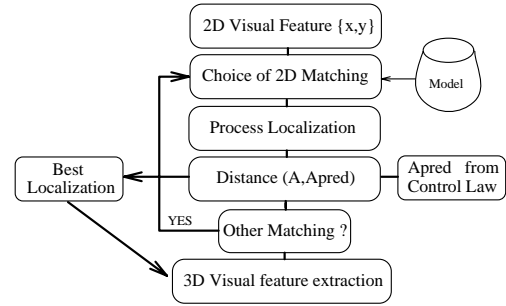 2D Visual Feature {x,y}
Choice of 2D Matching
Model
Process Localization
Best
Localization
Distance (A,Apred)
Apred from
Control Law
YES
Other Matching ?
3D Visual feature extraction